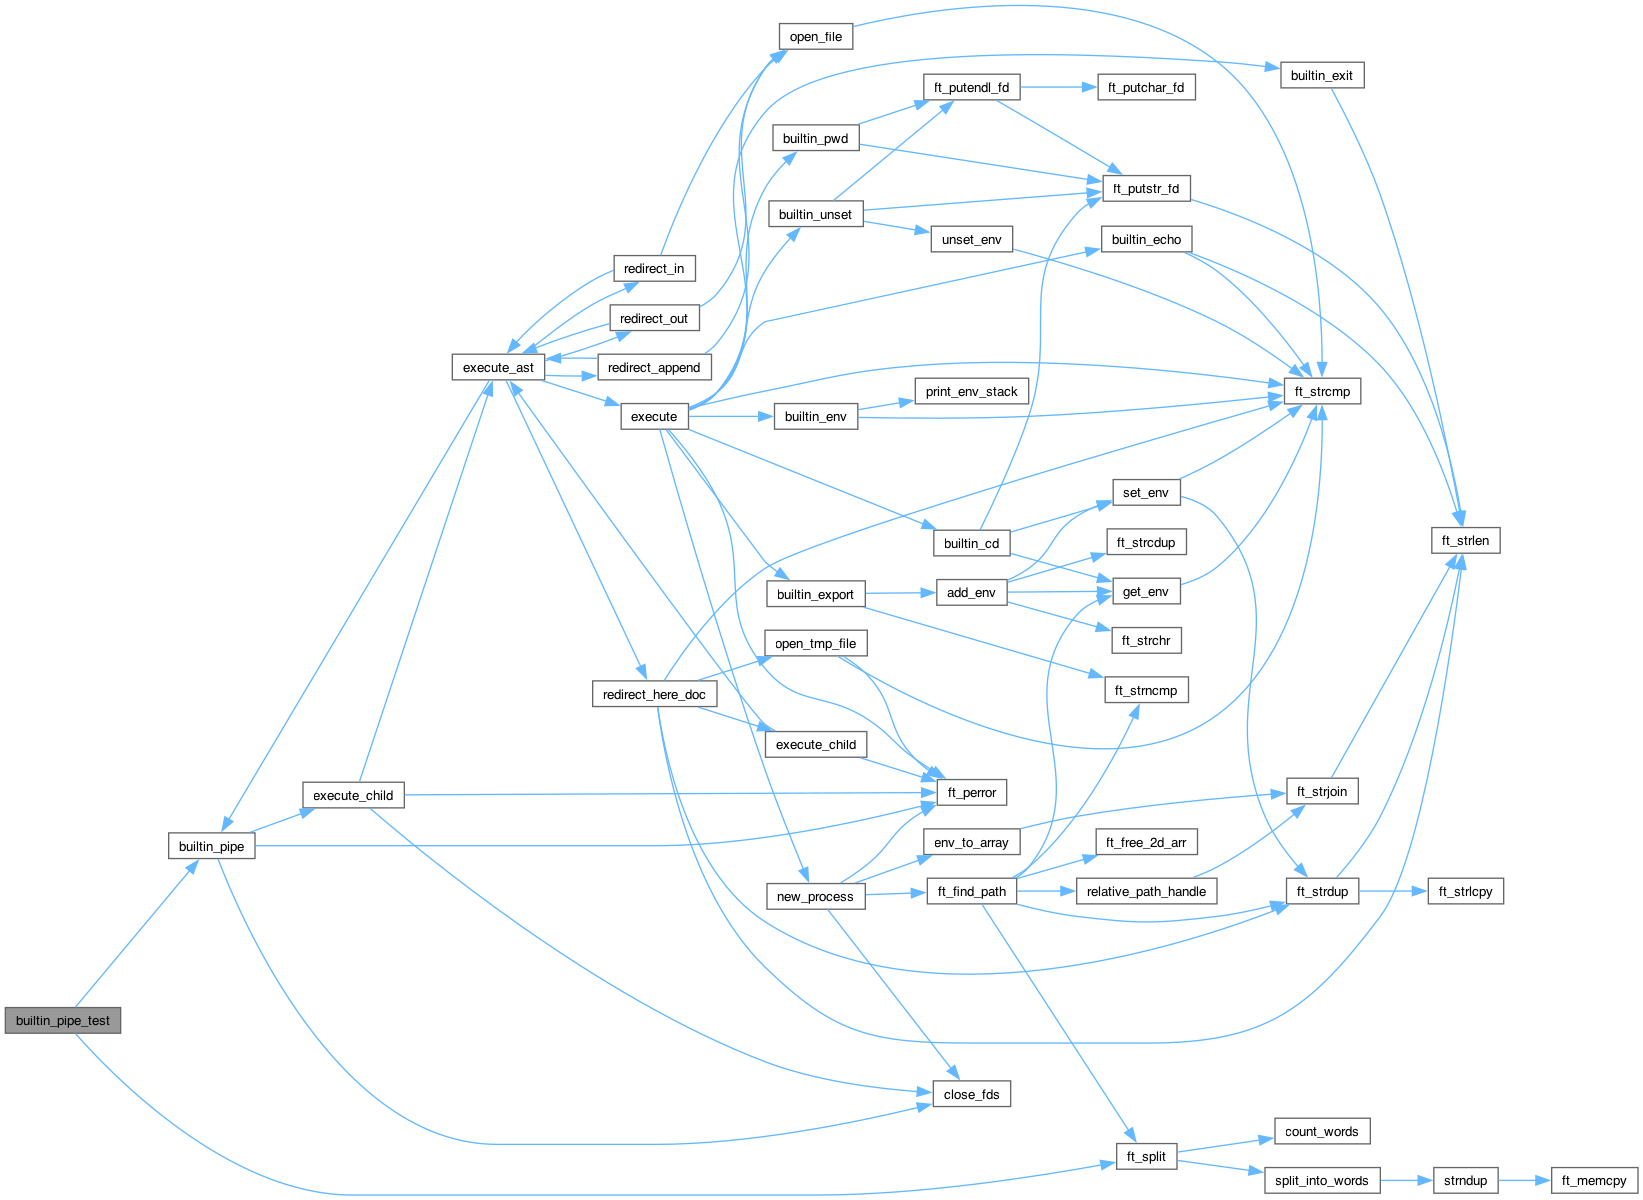 open_file
builtin_exit
ft_putendl_fd
ft_putchar_fd
builtin_pwd
ft_putstr_fd
builtin_unset
unset_env
builtin_echo
redirect_in
redirect_out
execute_ast
redirect_append
print_env_stack
ft_strcmp
execute
builtin_env
set_env
builtin_cd
ft_strcdup
ft_strlen
builtin_export
add_env
get_env
open_tmp_file
ft_strchr
redirect_here_doc
ft_strncmp
execute_child
execute_child
ft_perror
ft_strjoin
builtin_pipe
env_to_array
ft_free_2d_arr
new_process
ft_find_path
relative_path_handle
ft_strdup
ft_strlcpy
builtin_pipe_test
close_fds
count_words
ft_split
split_into_words
strndup
ft_memcpy